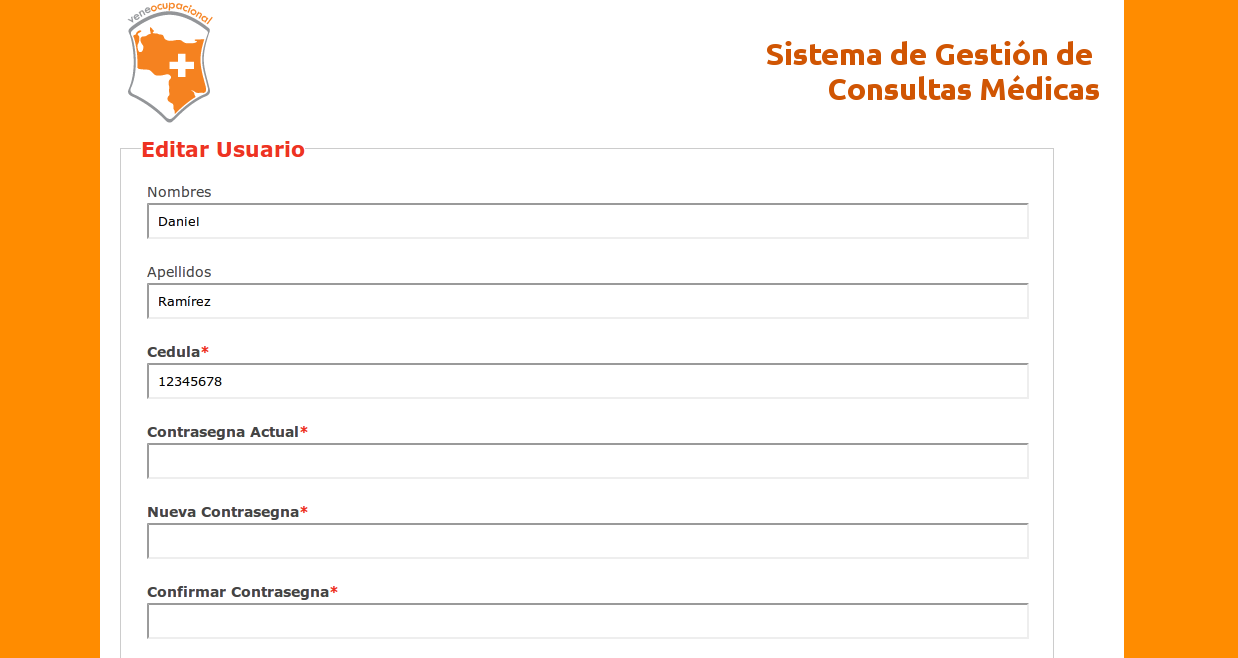 veneocupacional
Sistema de Gestión de
Consultas Médicas
Editar Usuario
Nombres
Daniel
Apellidos
Ramírez
Cedula*
12345678
Contrasegna Actual*
Nueva Contrasegna*
Confirmar Contrasegna*